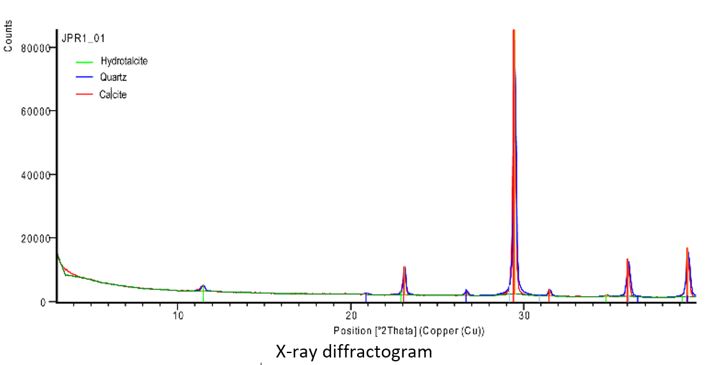 Counts
JPR1_01
Hydrotalcite
Quartz
Calcite
80000
60000
40000
20000
0
10
20
30
Position [°2Theta] (Copper (Cu))
X-ray diffractogram